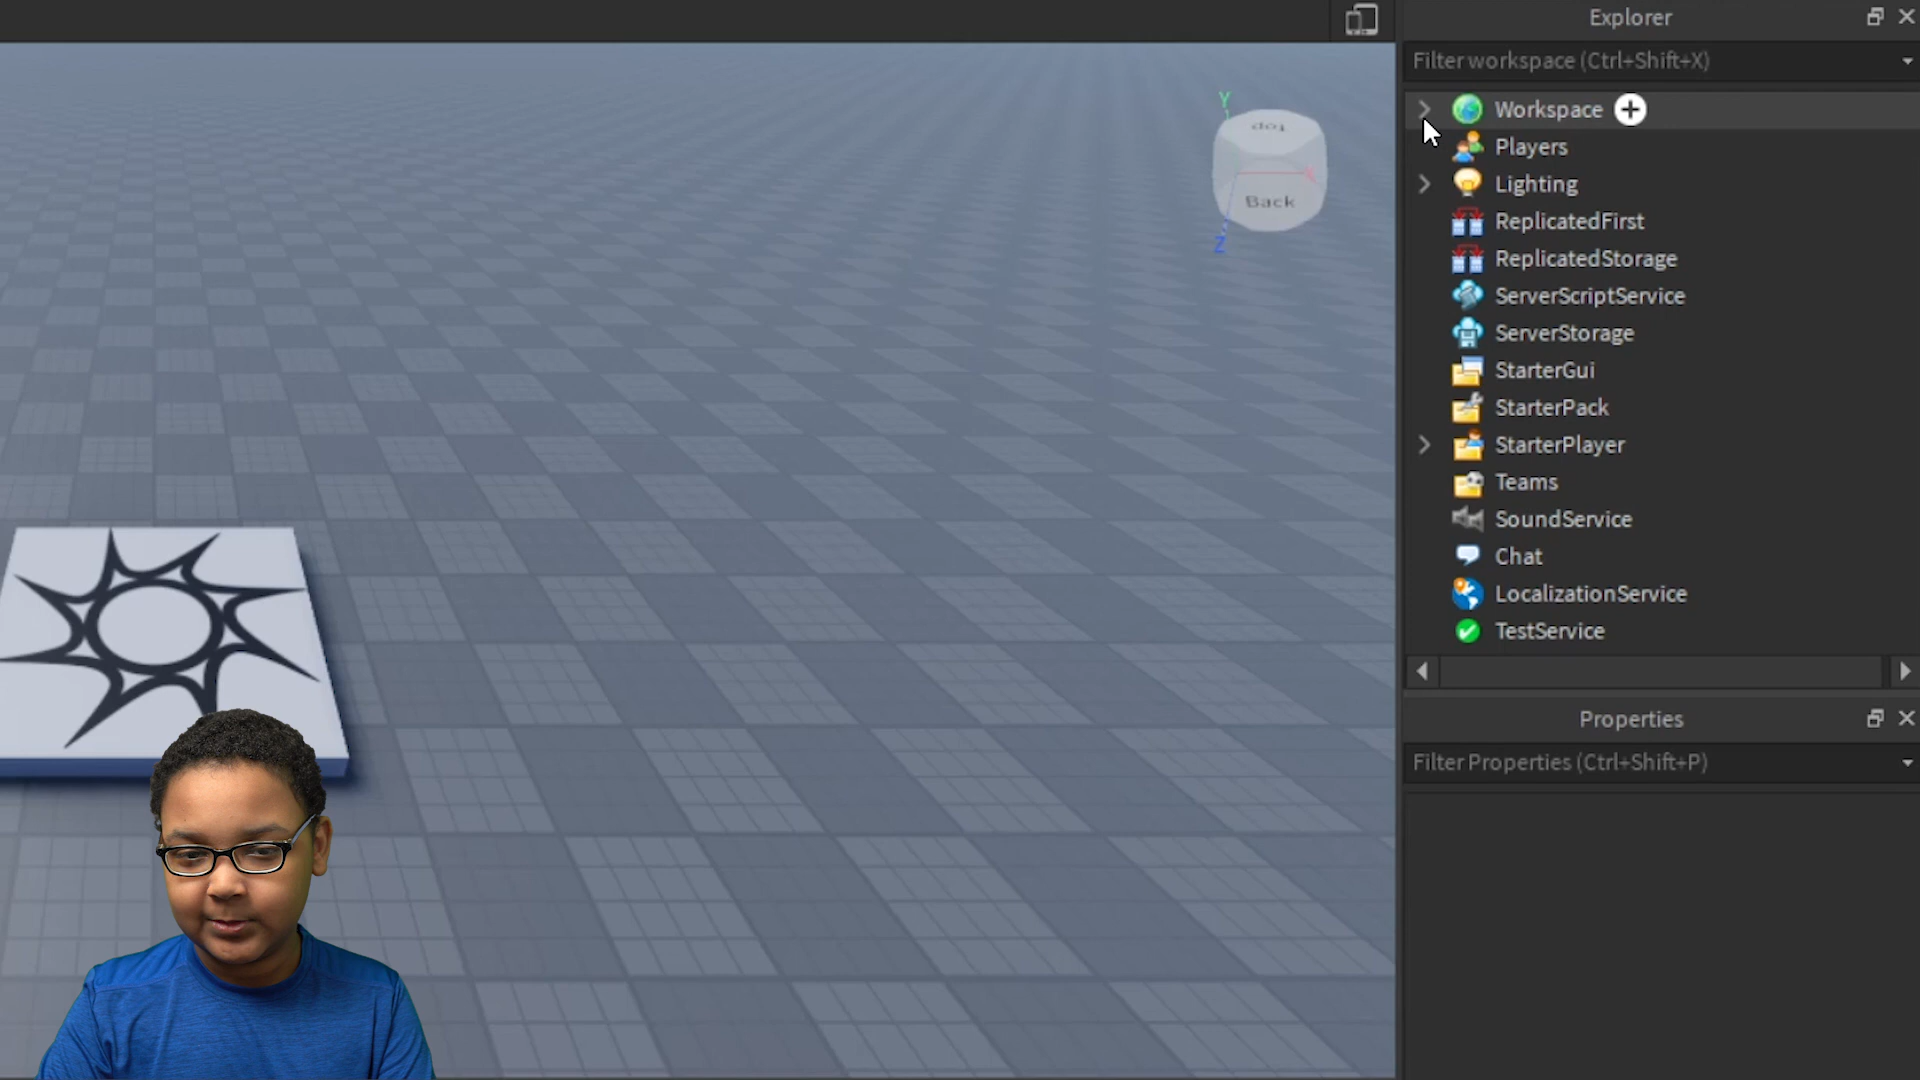 Explorer
Filter workspace (Ctrl+Shift+X)
Workspace
Players
Lighting
ReplicatedFirst
ReplicatedStorage
ServerScriptService
ServerStorage
StarterGui
StarterPack
StarterPlayer
Teams
SoundService
Chat
LocalizationService
TestService
Properties
Filter Properties (Ctrl+Shift+P)
Y
Top
X
Back
Z